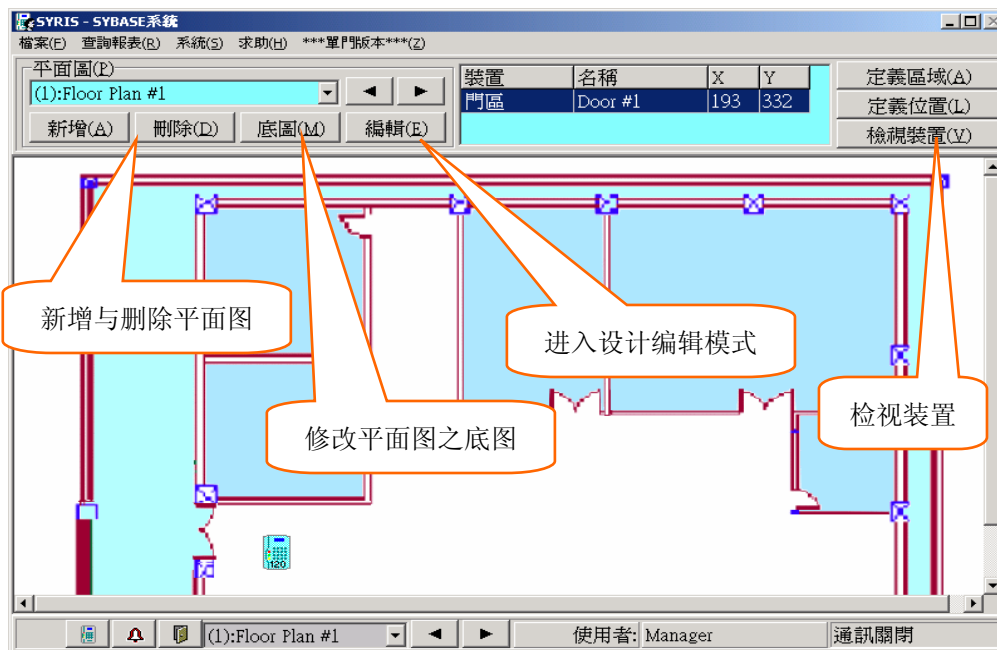 SYRIS - SYBASE系統
檔案(F) 查詢報表(R) 系統(S) 求助(H) ***單門版本***(Z)
平面圖(P)
(1):Floor Plan #1
新增(A) 刪除(D) 底圖(M) 編輯(E)
裝置 名稱 X Y
門區 Door #1 193 332
定義區域(A)
定義位置(L)
檢視裝置(V)
新增与删除平面图
进入设计编辑模式
修改平面图之底图
检视装置
120
(1):Floor Plan #1 使用者: Manager 通訊關閉